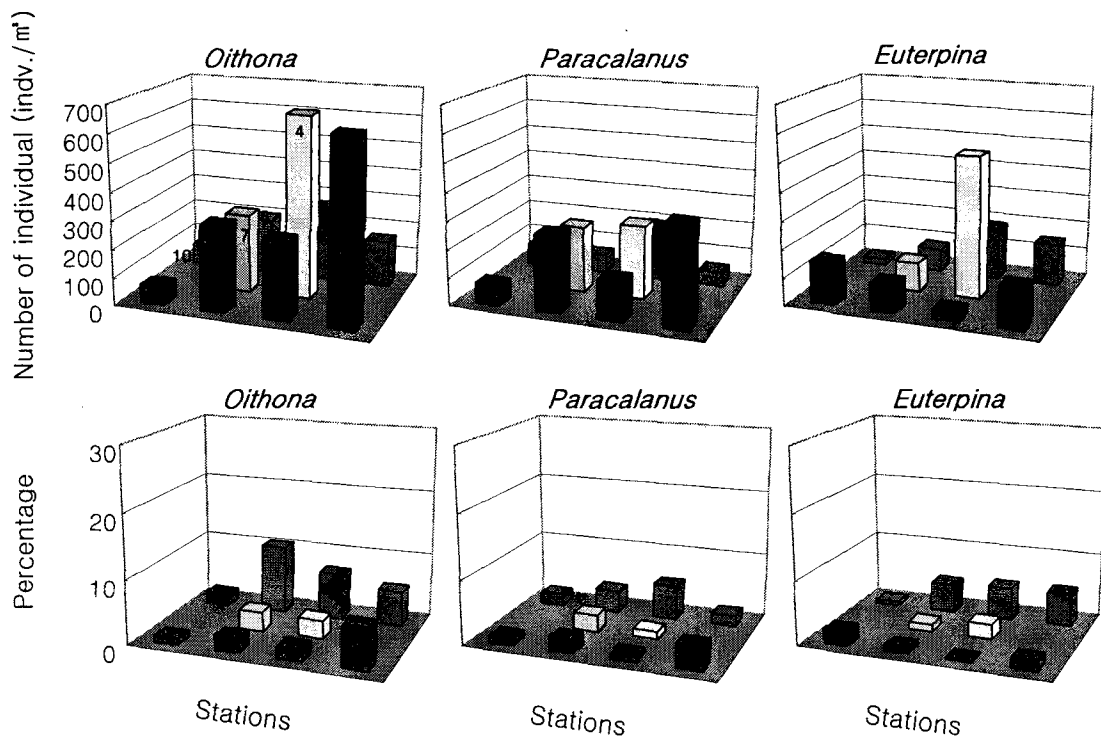 Number of individual (indv./㎥)
Oithona
Paracalanus
Euterpina
700
600
500
400
300
200
100
0
4
7
10
Oithona
Paracalanus
Euterpina
Percentage
30
20
10
0
Stations
Stations
Stations